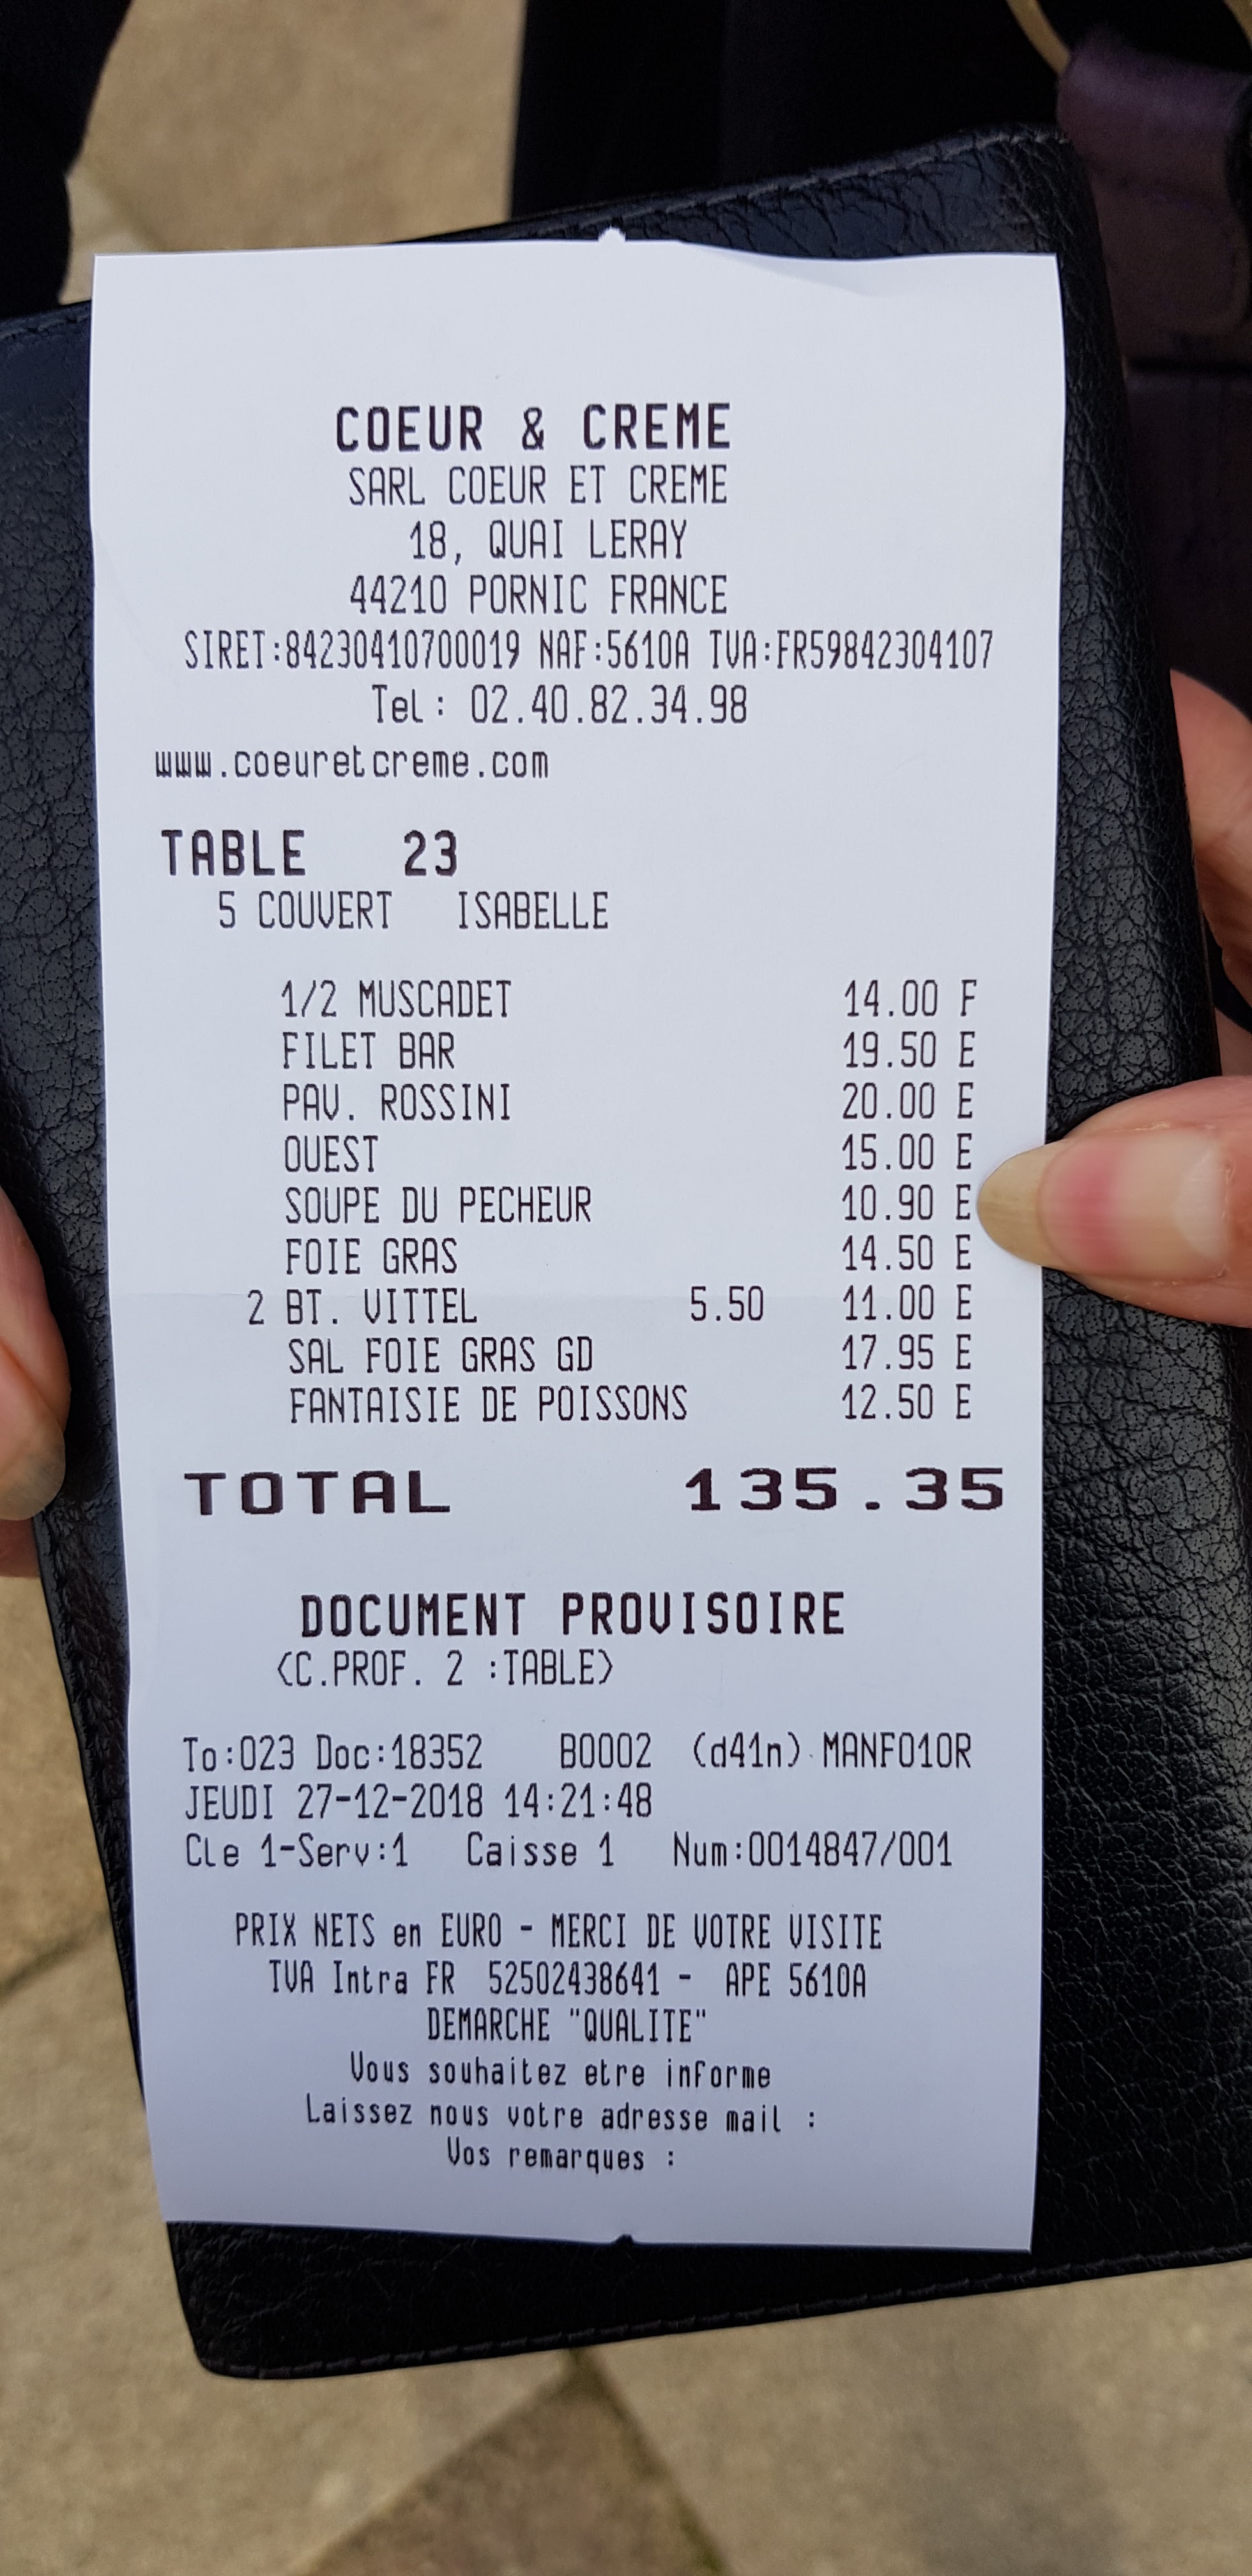 COEUR & CREME
SARL COEUR ET CREME
18, QUAI LERAY
44210 PORNIC FRANCE
SIRET:84230410700019 NAF:5610A TVA:FR59842304107
Tel: 02.40.82.34.98
www.coeuretcreme.com
TABLE 23
5 COUVERT ISABELLE
1/2 MUSCADET 14.00 F
FILET BAR 19.50 E
PAV. ROSSINI 20.00 E
OUEST 15.00 E
SOUPE DU PECHEUR 10.90 E
FOIE GRAS 14.50 E
2 BT. VITTEL 5.50 11.00 E
SAL FOIE GRAS GD 17.95 E
FANTAISIE DE POISSONS 12.50 E
TOTAL 135.35
DOCUMENT PROVISOIRE
<C.PROF. 2 :TABLE>
To:023 Doc:18352 B0002 (d41n) MANFO10R
JEUDI 27-12-2018 14:21:48
Cle 1-Serv:1 Caisse 1 Num:0014847/001
PRIX NETS en EURO - MERCI DE VOTRE VISITE
TVA Intra FR 52502438641 - APE 5610A
DEMARCHE "QUALITE"
Vous souhaitez etre informe
Laissez nous votre adresse mail :
Vos remarques :